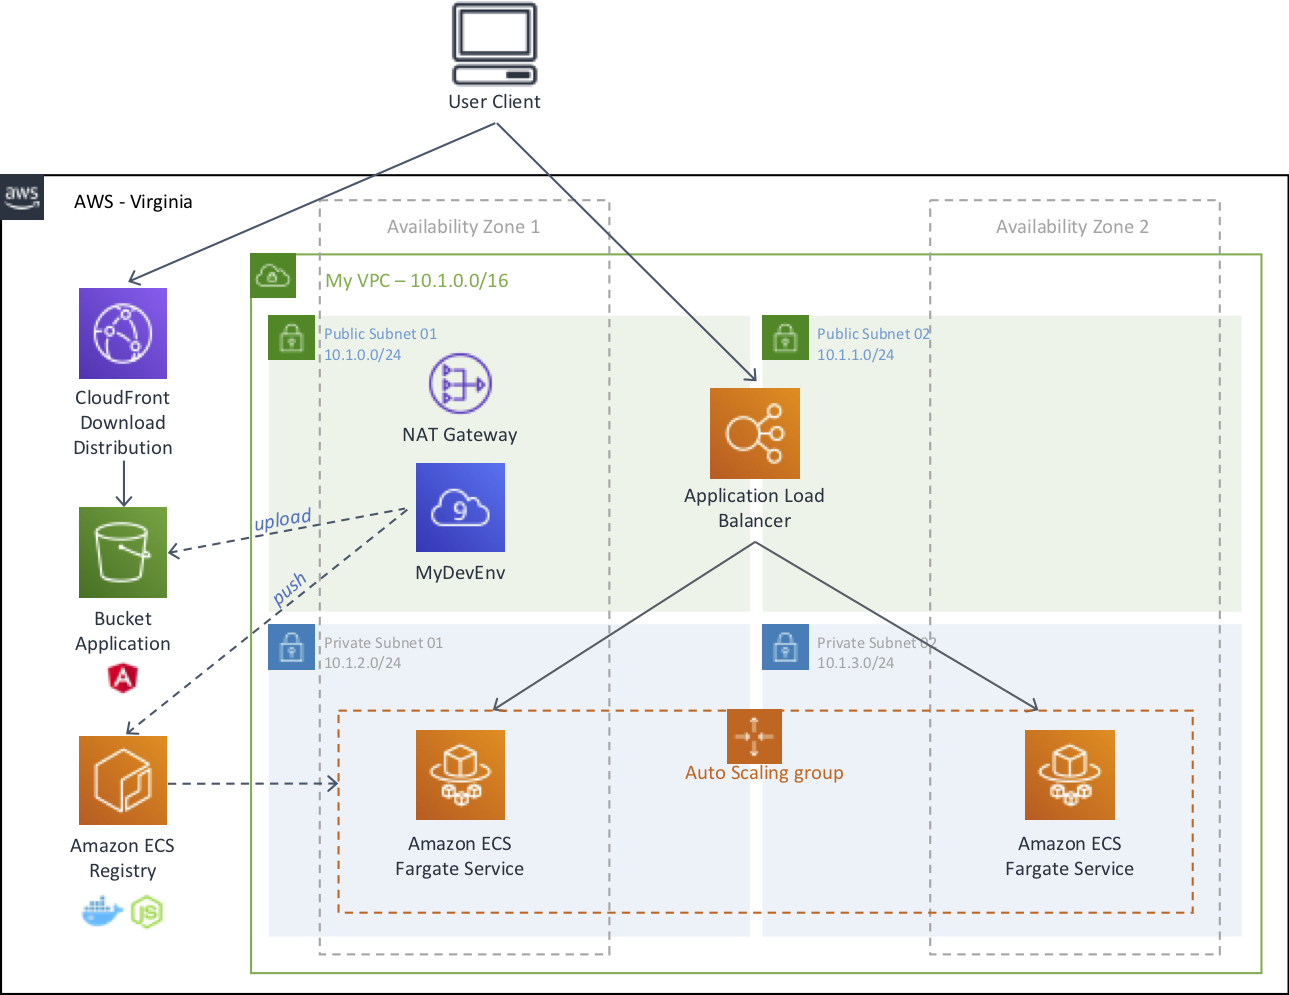 User Client
aws
AWS - Virginia
Availability Zone 1
Availability Zone 2
My VPC – 10.1.0.0/16
Public Subnet 01
10.1.0.0/24
Public Subnet 02
10.1.1.0/24
CloudFront
Download
Distribution
NAT Gateway
Application Load
Balancer
upload
9
MyDevEnv
push
Bucket
Application
A
Private Subnet 01
10.1.2.0/24
Private Subnet 02
10.1.3.0/24
Auto Scaling group
Amazon ECS
Registry
JS
Amazon ECS
Fargate Service
Amazon ECS
Fargate Service